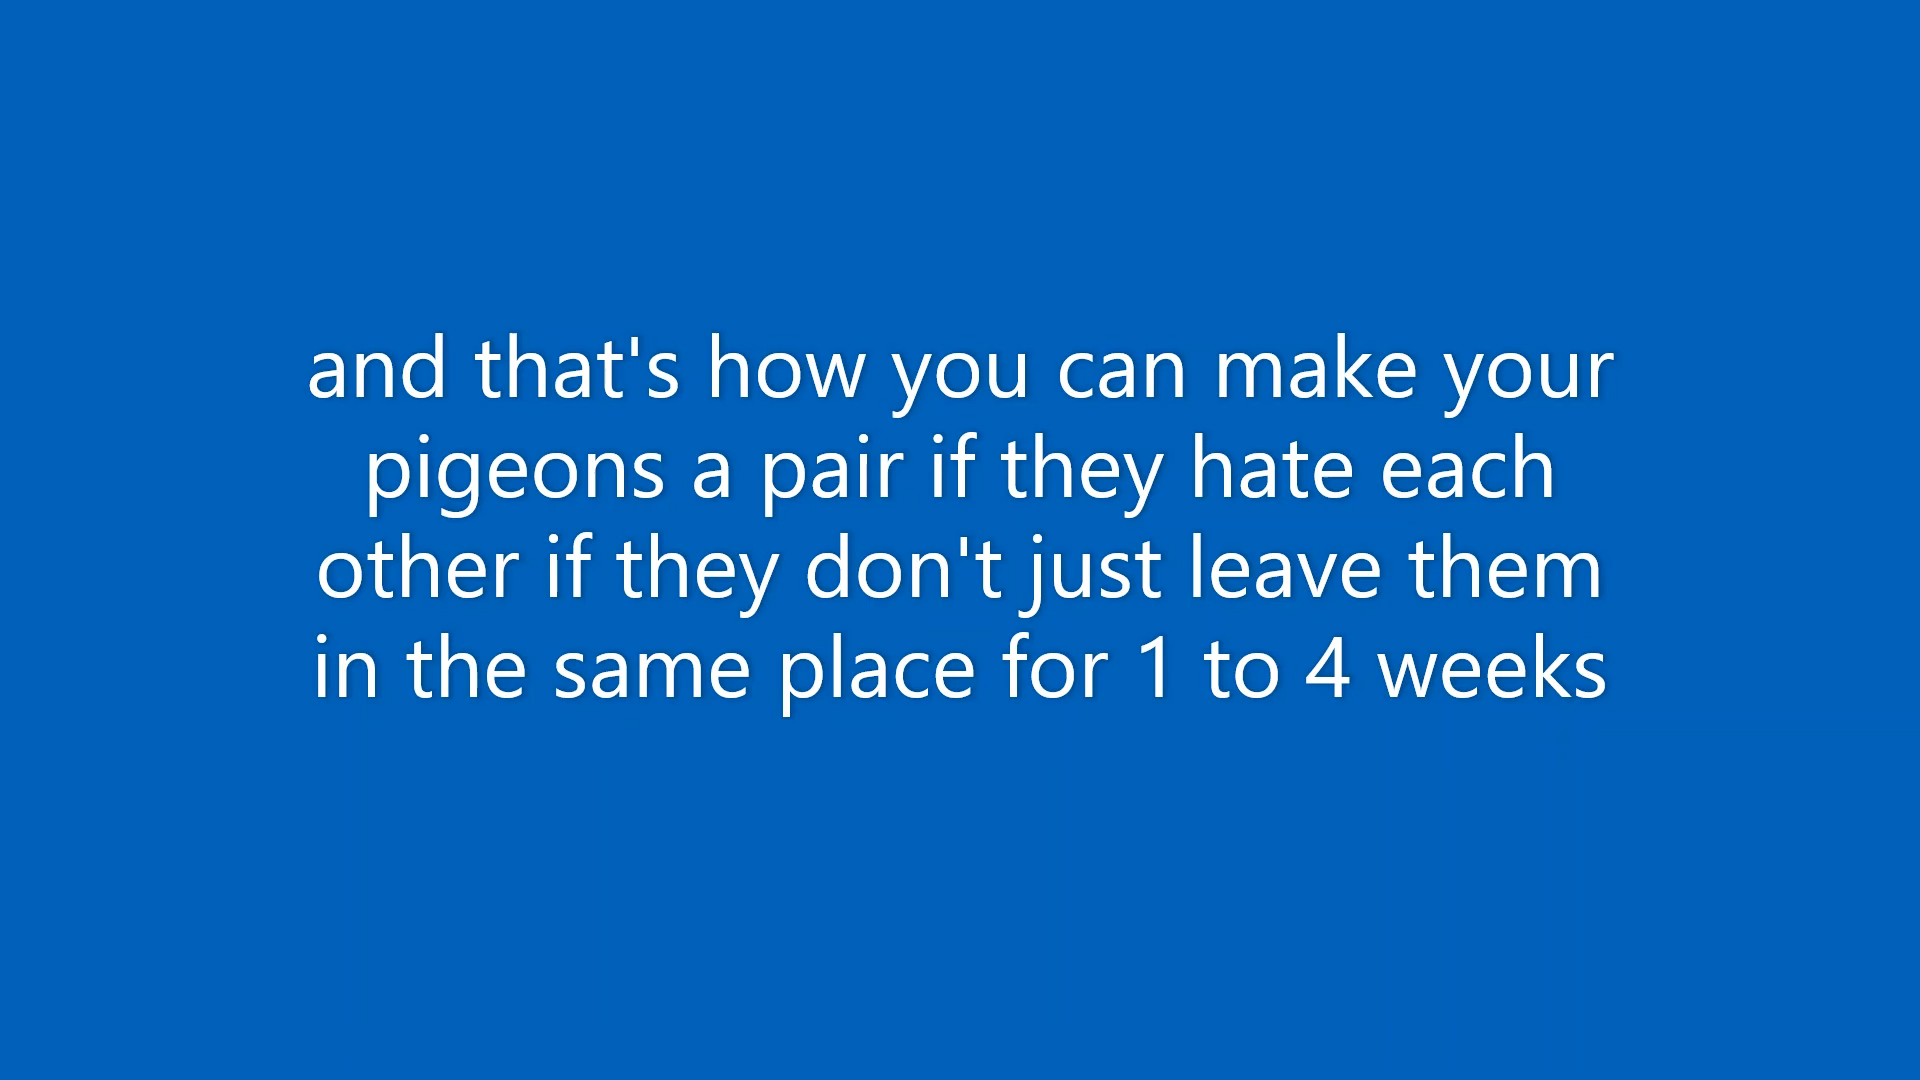 and that's how you can make your
pigeons a pair if they hate each
other if they don't just leave them
in the same place for 1 to 4 weeks